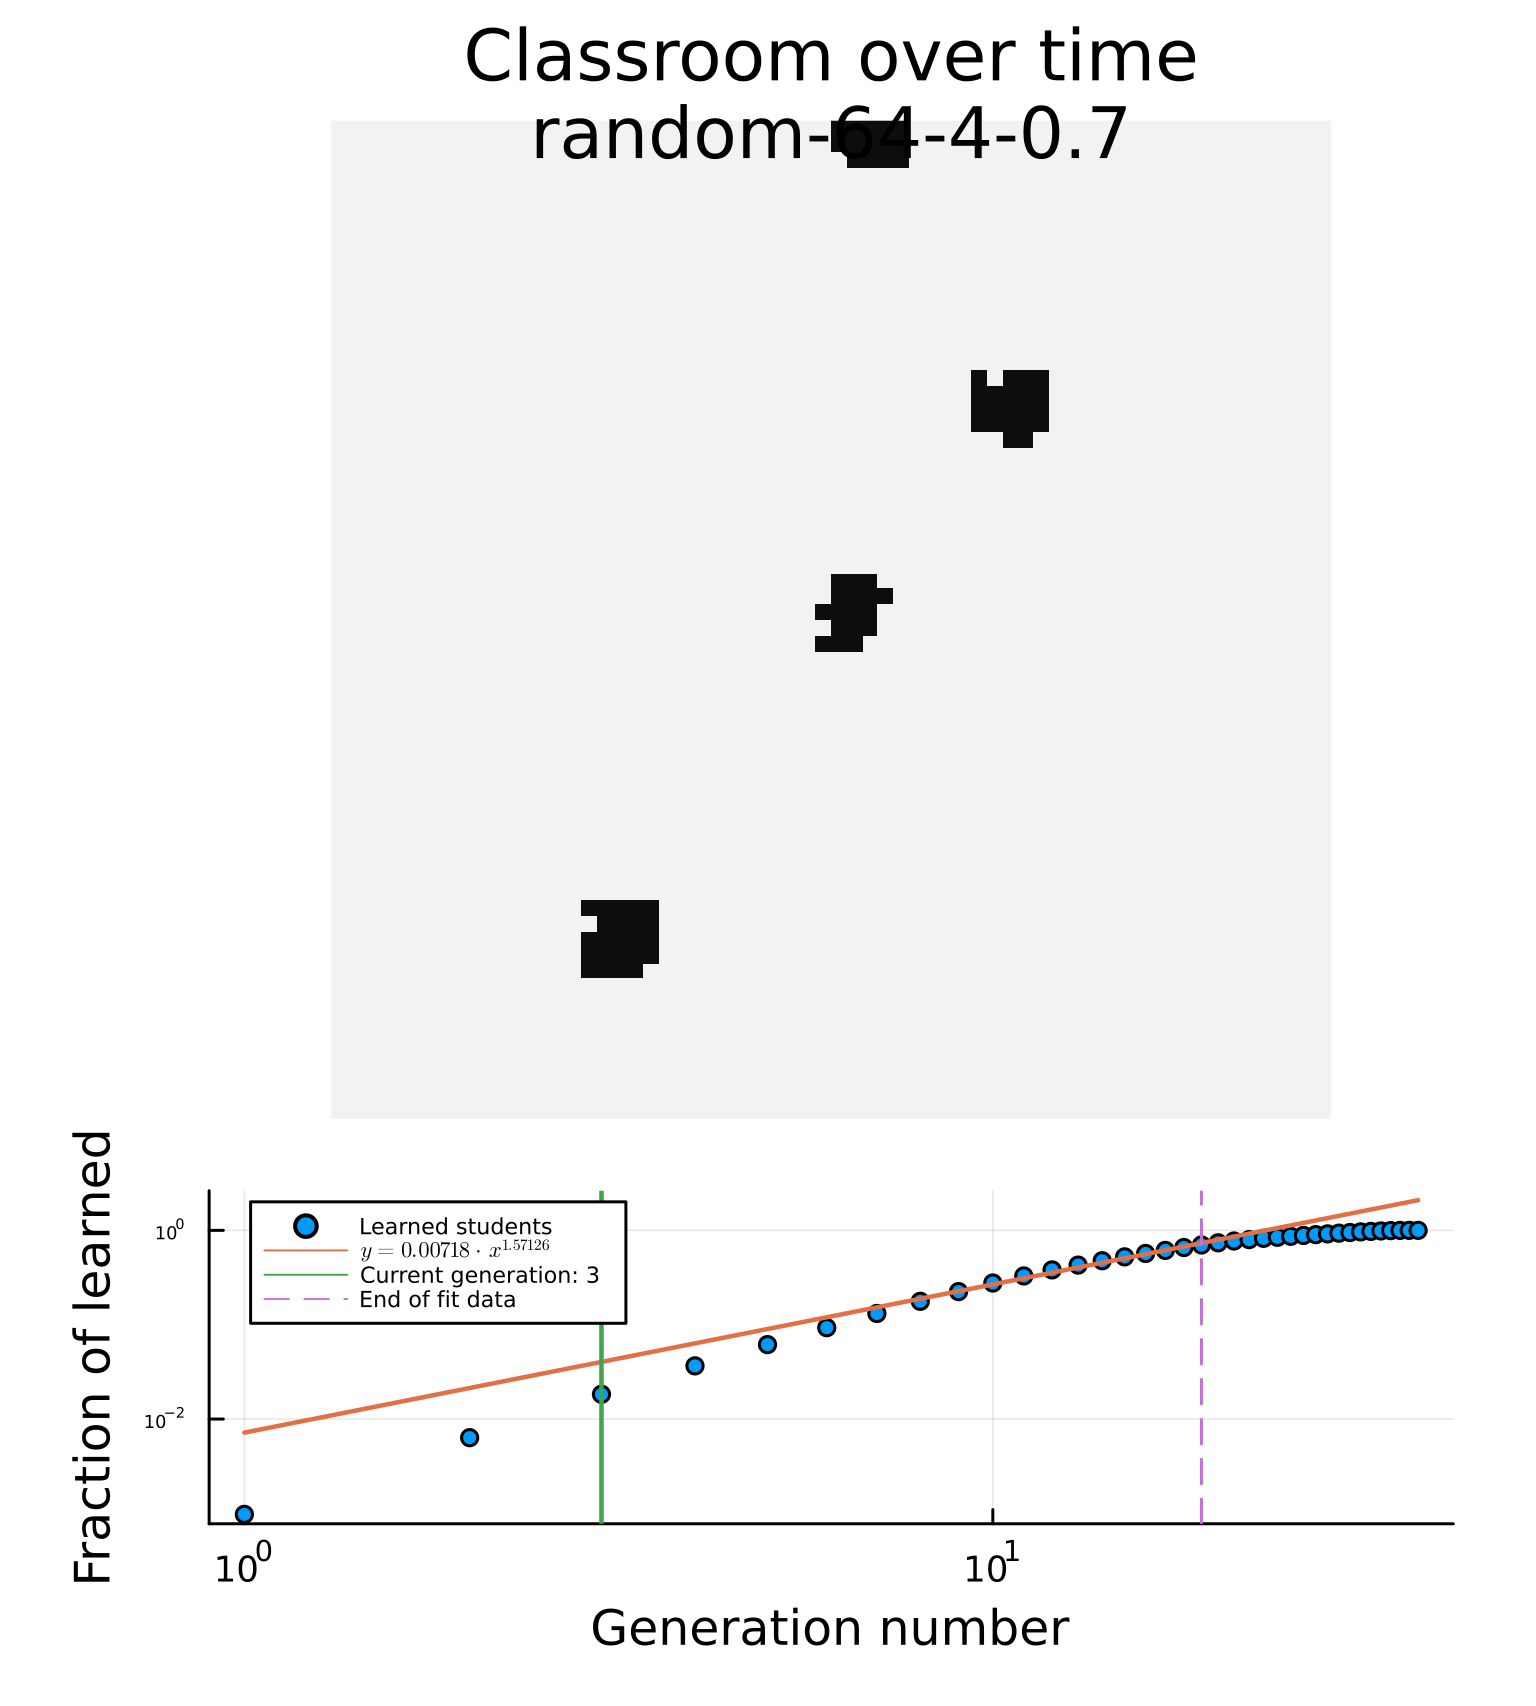 Classroom over time
random-64-4-0.7
Fraction of learned
10⁰
10⁻²
Learned students
y = 0.00718 · x^1.57126
Current generation: 3
End of fit data
10⁰
10¹
Generation number